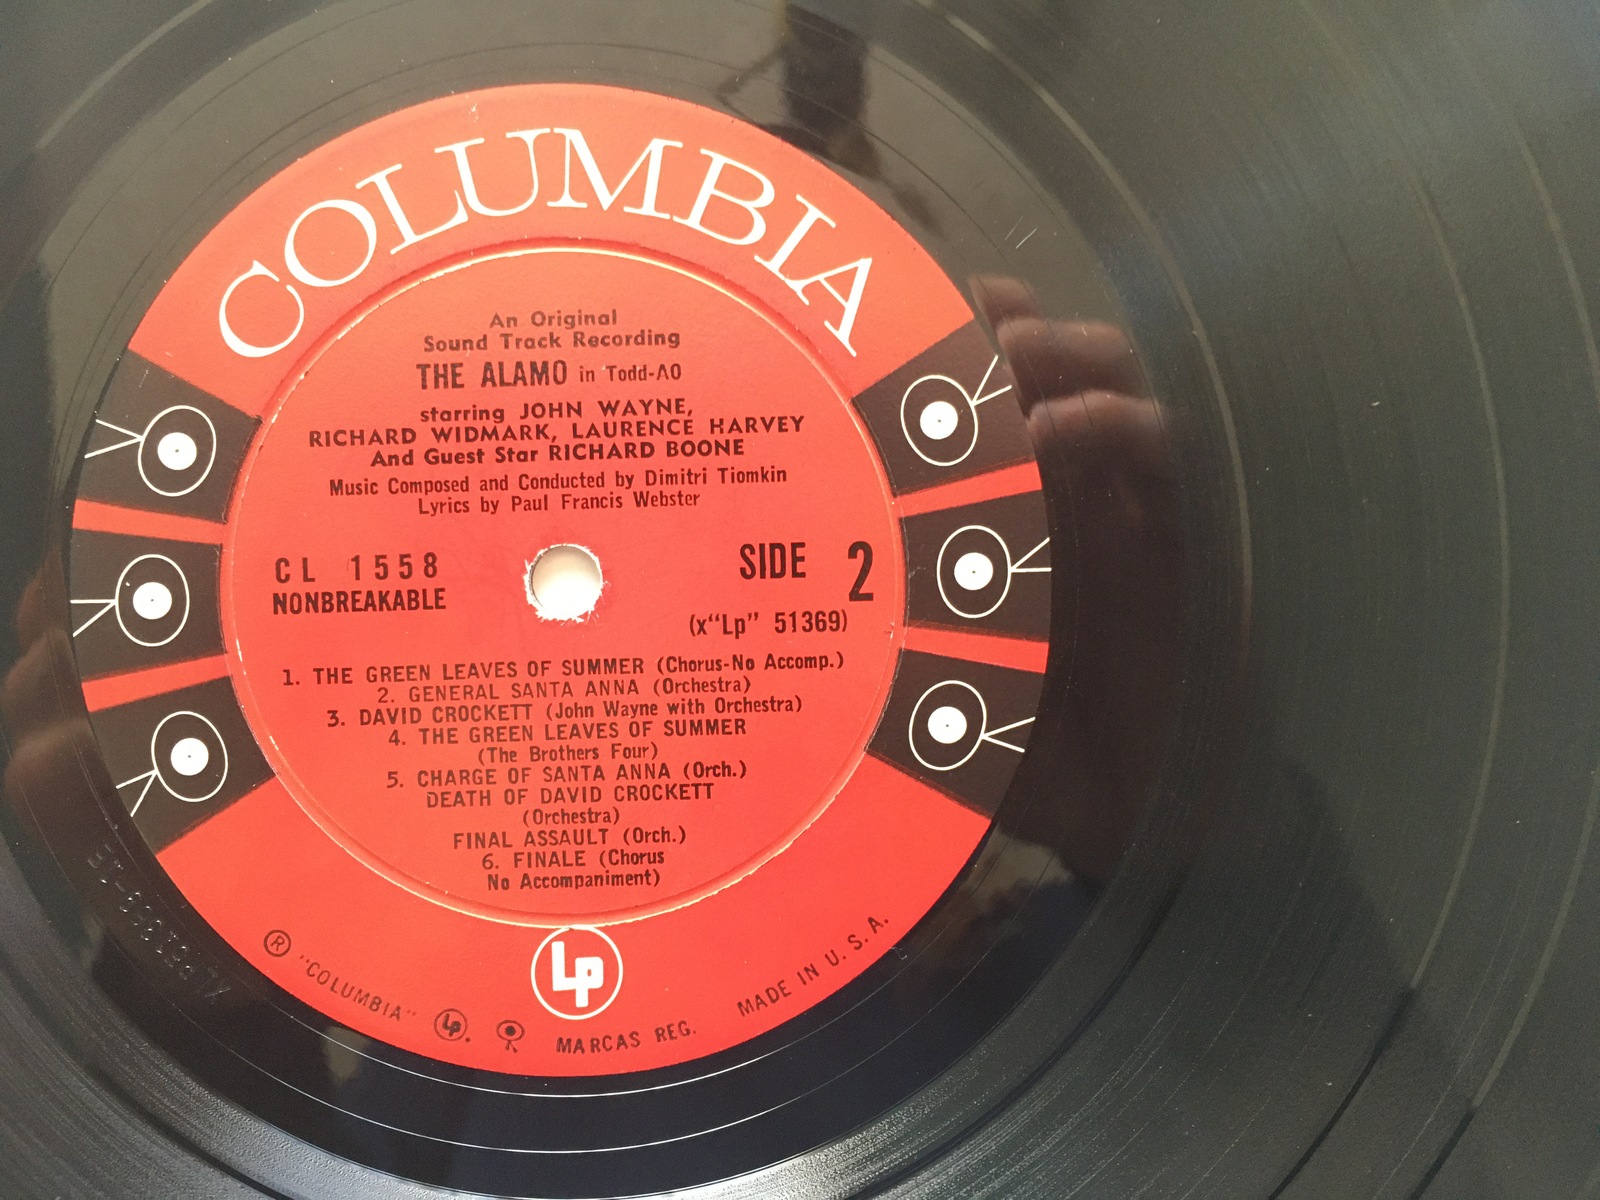 COLUMBIA
An Original
Sound Track Recording
THE ALAMO in Todd-AO
starring JOHN WAYNE,
RICHARD WIDMARK, LAURENCE HARVEY
And Guest Star RICHARD BOONE
Music Composed and Conducted by Dimitri Tiomkin
Lyrics by Paul Francis Webster
CL 1558
NONBREAKABLE
SIDE 2
(x"Lp" 51369)
1. THE GREEN LEAVES OF SUMMER (Chorus-No Accomp.)
2. GENERAL SANTA ANNA (Orchestra)
3. DAVID CROCKETT (John Wayne with Orchestra)
4. THE GREEN LEAVES OF SUMMER
(The Brothers Four)
5. CHARGE OF SANTA ANNA (Orch.)
DEATH OF DAVID CROCKETT
(Orchestra)
FINAL ASSAULT (Orch.)
6. FINALE (Chorus
No Accompaniment)
Lp
® "COLUMBIA" Lp. MARCAS REG. MADE IN U. S. A.